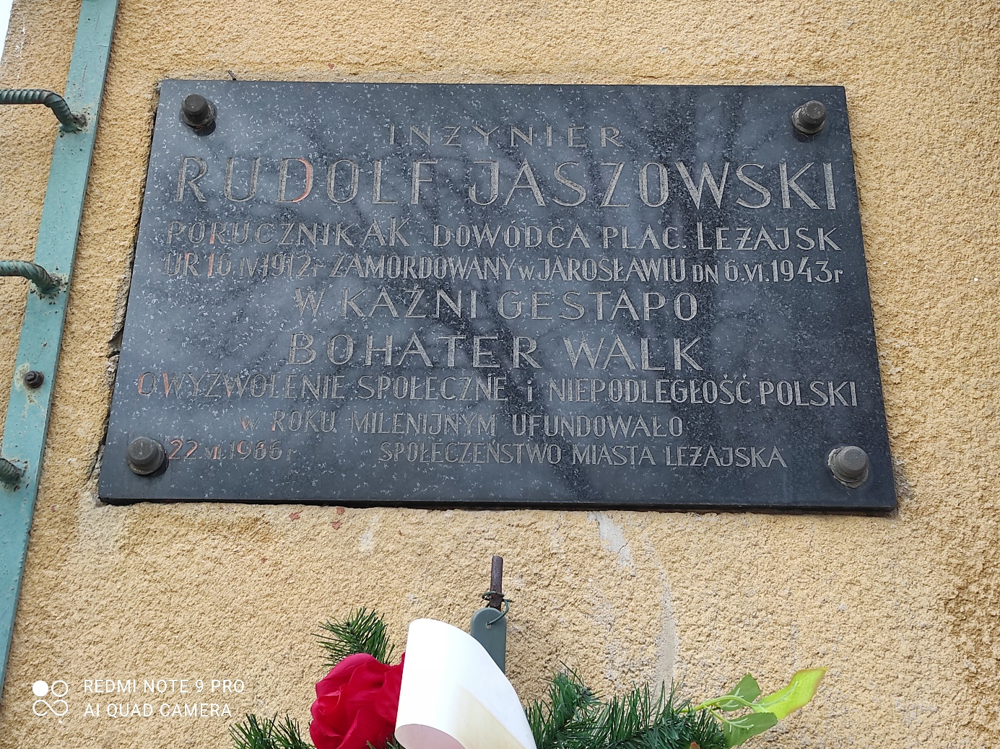 INŻYNIER
RUDOLF JASZOWSKI
PORUCZNIK AK DOWÓDCA PLAC. LEŻAJSK
UR 16 IV 1912r ZAMORDOWANY w JAROSŁAWIU DN 6.VI.1943r
W KAŹNI GESTAPO
BOHATER WALK
O WYZWOLENIE SPOŁECZNE i NIEPODLEGŁOŚĆ POLSKI
w ROKU MILENIJNYM UFUNDOWAŁO
22.VI.1966r SPOŁECZEŃSTWO MIASTA LEŻAJSKA
REDMI NOTE 9 PRO
AI QUAD CAMERA